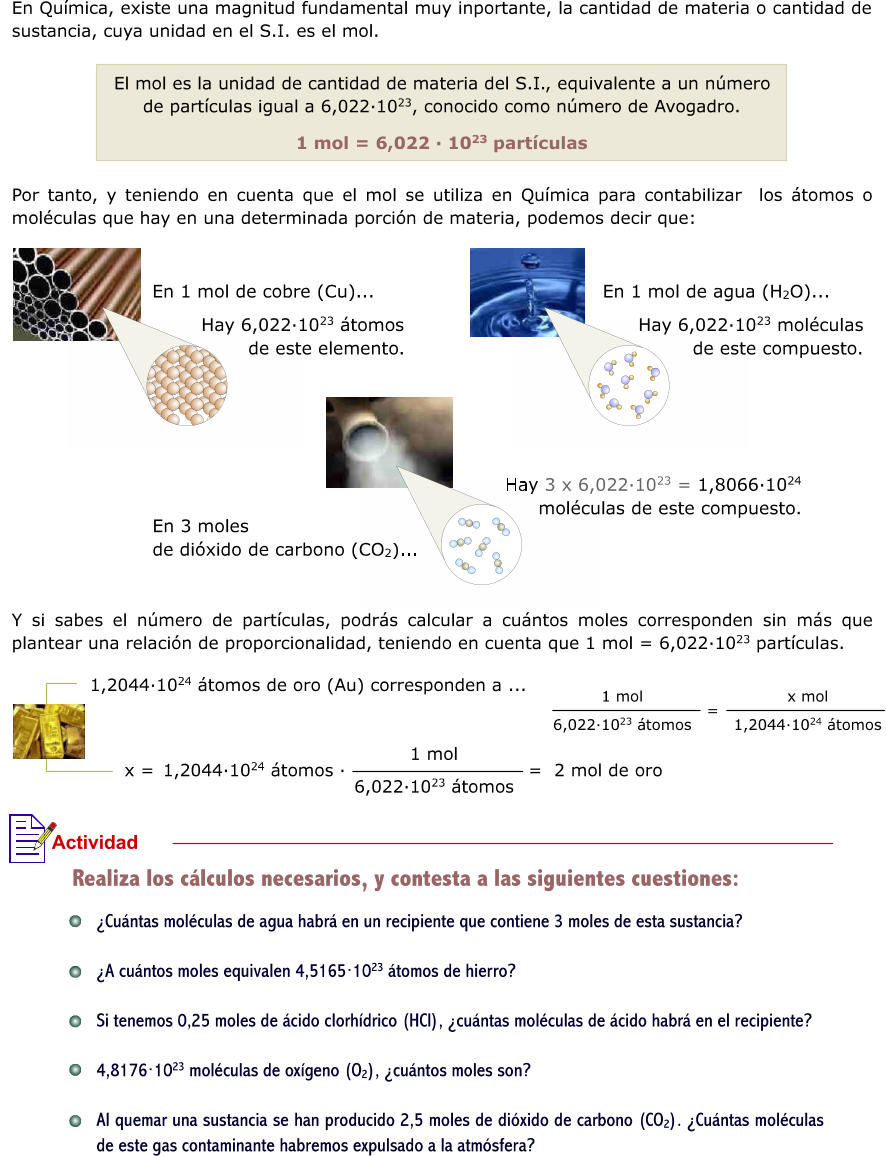 En Química, existe una magnitud fundamental muy inportante, la cantidad de materia o cantidad de
sustancia, cuya unidad en el S.I. es el mol.
El mol es la unidad de cantidad de materia del S.I., equivalente a un número
de partículas igual a 6,022·10²³, conocido como número de Avogadro.
1 mol = 6,022 · 10²³ partículas
Por tanto, y teniendo en cuenta que el mol se utiliza en Química para contabilizar los átomos o
moléculas que hay en una determinada porción de materia, podemos decir que:
En 1 mol de cobre (Cu)...
Hay 6,022·10²³ átomos
de este elemento.
En 1 mol de agua (H₂O)...
Hay 6,022·10²³ moléculas
de este compuesto.
En 3 moles
de dióxido de carbono (CO₂)...
Hay 3 x 6,022·10²³ = 1,8066·10²⁴
moléculas de este compuesto.
Y si sabes el número de partículas, podrás calcular a cuántos moles corresponden sin más que
plantear una relación de proporcionalidad, teniendo en cuenta que 1 mol = 6,022·10²³ partículas.
1,2044·10²⁴ átomos de oro (Au) corresponden a ...
1 mol
6,022·10²³ átomos
=
x mol
1,2044·10²⁴ átomos
x = 1,2044·10²⁴ átomos ·
1 mol
6,022·10²³ átomos
= 2 mol de oro
Actividad
Realiza los cálculos necesarios, y contesta a las siguientes cuestiones:
¿Cuántas moléculas de agua habrá en un recipiente que contiene 3 moles de esta sustancia?
¿A cuántos moles equivalen 4,5165·10²³ átomos de hierro?
Si tenemos 0,25 moles de ácido clorhídrico (HCl), ¿cuántas moléculas de ácido habrá en el recipiente?
4,8176·10²³ moléculas de oxígeno (O₂), ¿cuántos moles son?
Al quemar una sustancia se han producido 2,5 moles de dióxido de carbono (CO₂). ¿Cuántas moléculas
de este gas contaminante habremos expulsado a la atmósfera?